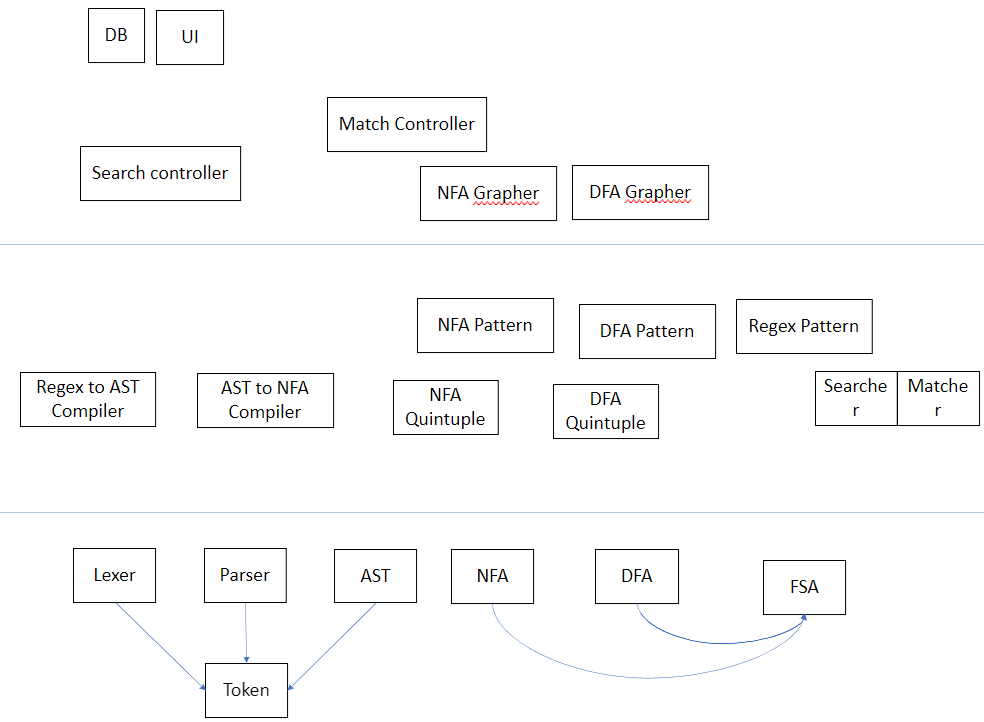 DB
UI
Match Controller
Search controller
NFA Grapher
DFA Grapher
NFA Pattern
DFA Pattern
Regex Pattern
Regex to AST
Compiler
AST to NFA
Compiler
NFA
Quintuple
DFA
Quintuple
Searche
r
Matche
r
Lexer
Parser
AST
NFA
DFA
FSA
Token